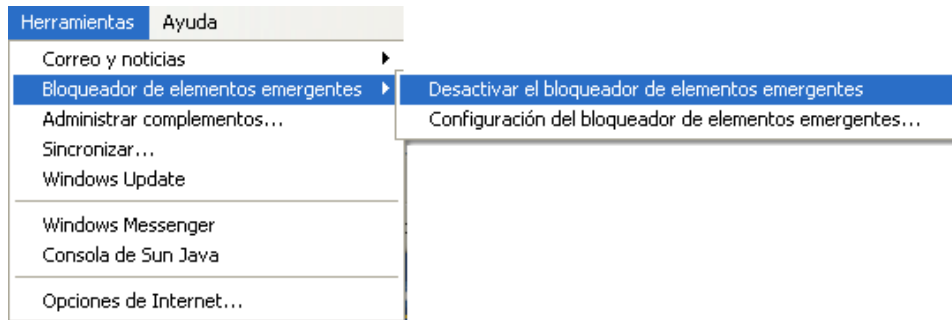 Herramientas Ayuda
Correo y noticias
Bloqueador de elementos emergentes
Desactivar el bloqueador de elementos emergentes
Administrar complementos...
Configuración del bloqueador de elementos emergentes...
Sincronizar...
Windows Update
Windows Messenger
Consola de Sun Java
Opciones de Internet...